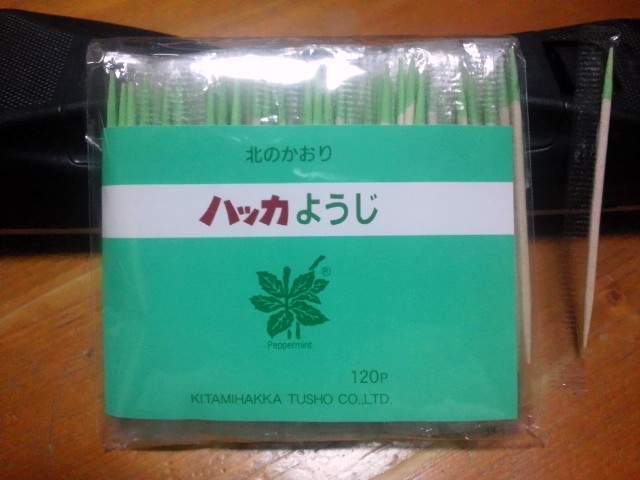 北のかおり
ハッカようじ
®
Peppermint
120P
KITAMIHAKKA TUSHO CO.,LTD.